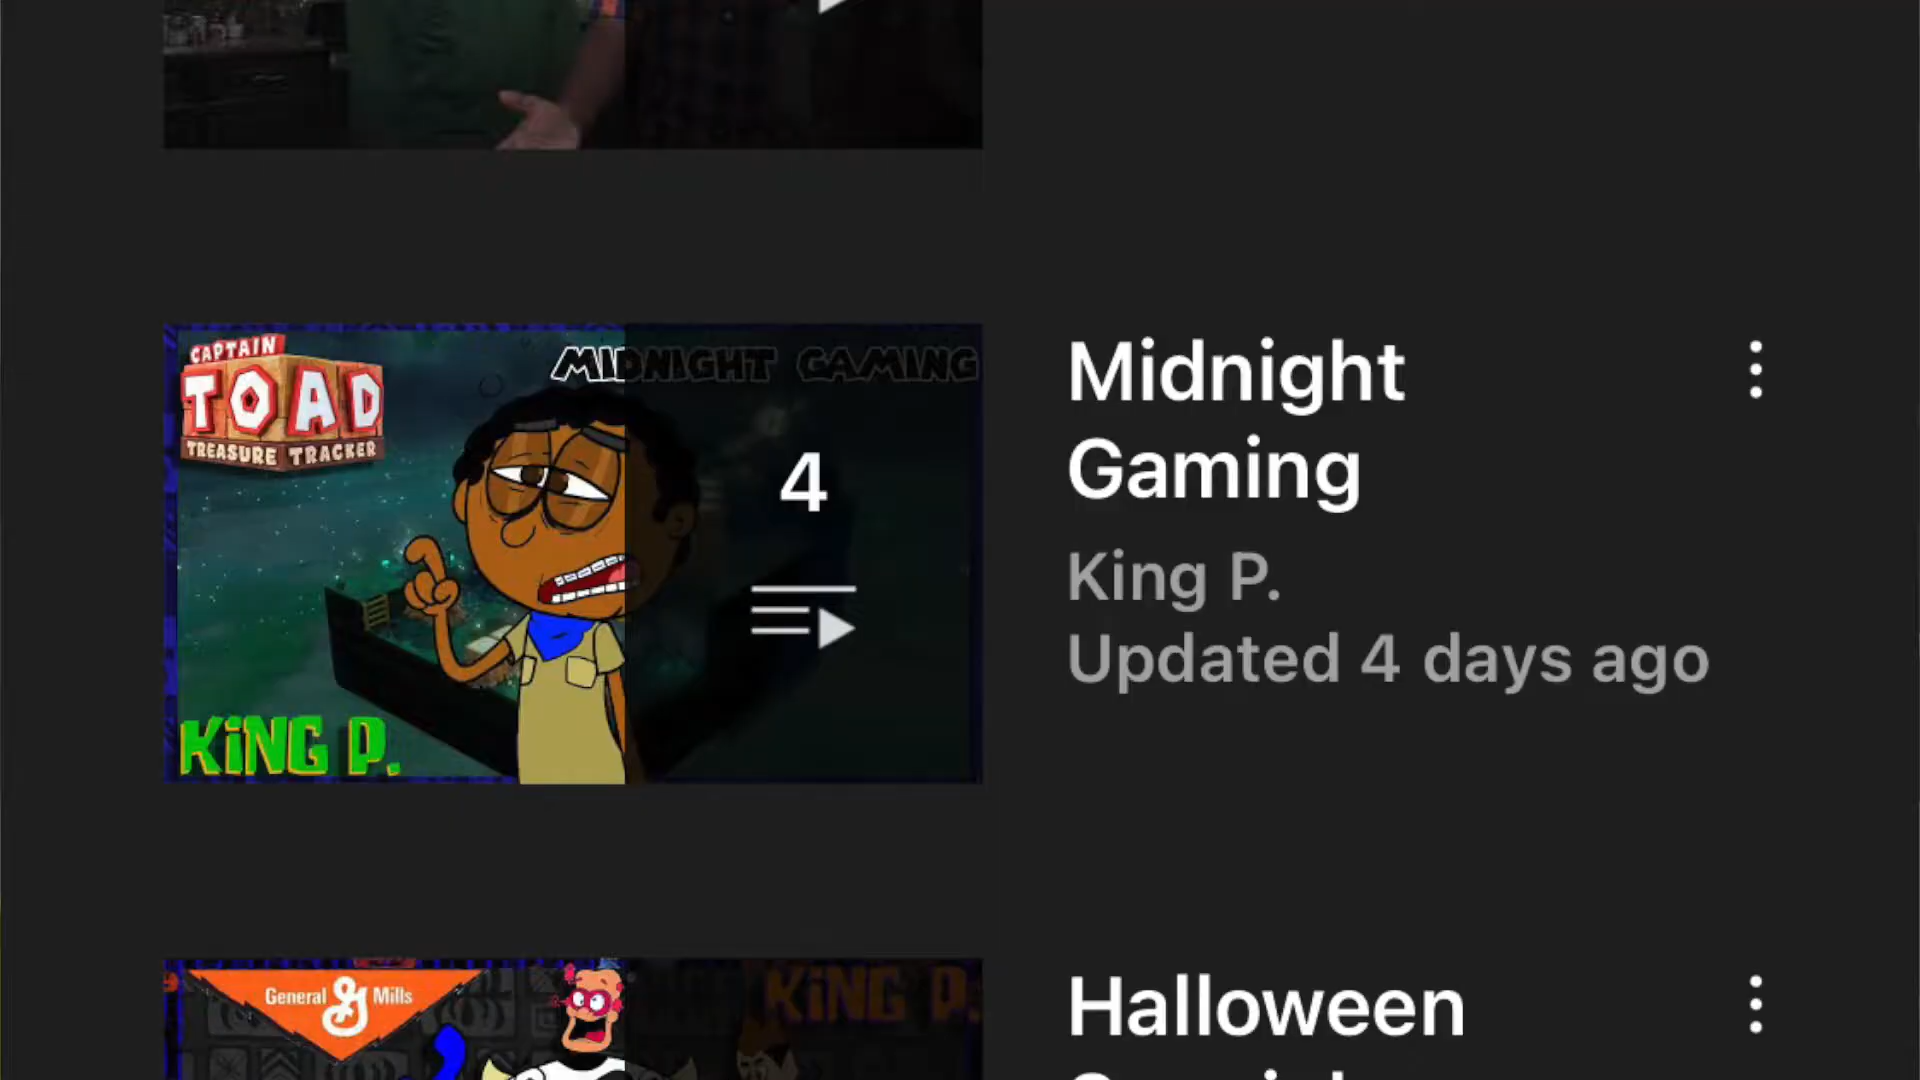 CAPTAIN
TOAD
TREASURE TRACKER
MIDNIGHT GAMING
4
KiNG P.
Midnight
Gaming
King P.
Updated 4 days ago
General Mills
KiNG P.
Halloween